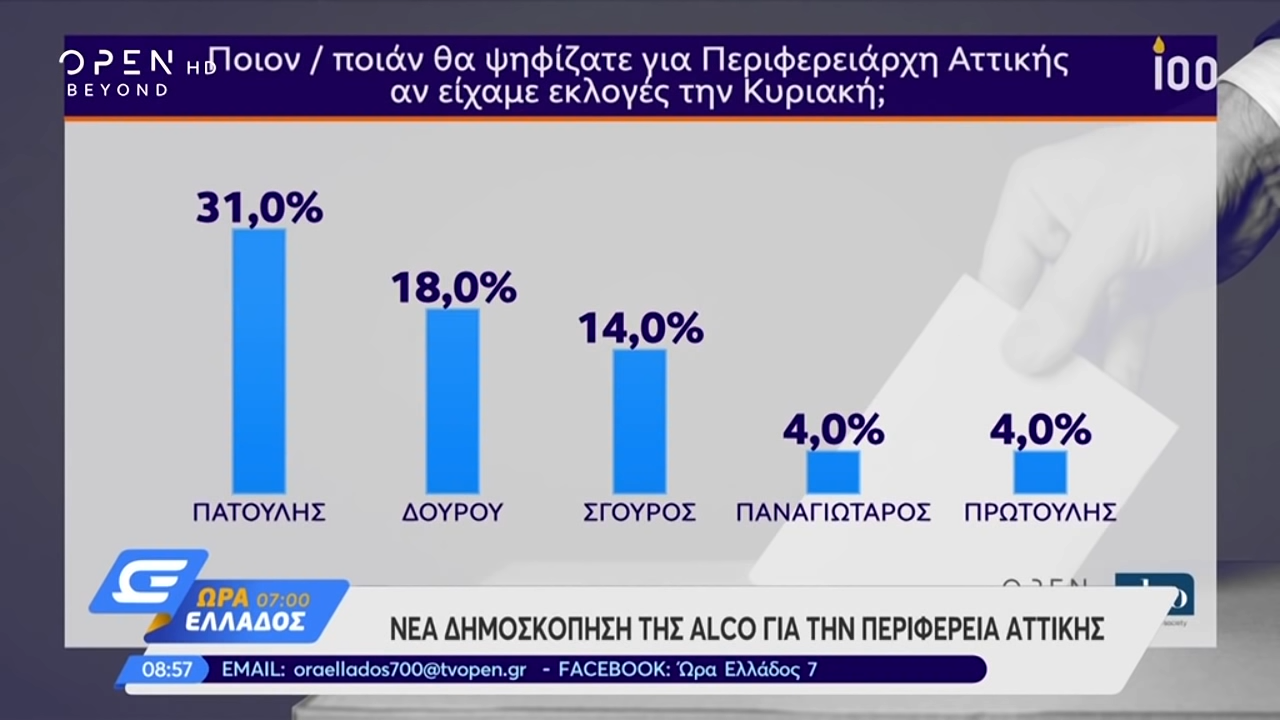 OPEN HD
BEYOND
Ποιον / ποιάν θα ψηφίζατε για Περιφερειάρχη Αττικής
αν είχαμε εκλογές την Κυριακή;
100
31,0%
18,0%
14,0%
4,0%
4,0%
ΠΑΤΟΥΛΗΣ
ΔΟΥΡΟΥ
ΣΓΟΥΡΟΣ
ΠΑΝΑΓΙΩΤΑΡΟΣ
ΠΡΩΤΟΥΛΗΣ
OPEN
ΩΡΑ 07:00
ΕΛΛΑΔΟΣ
ΝΕΑ ΔΗΜΟΣΚΟΠΗΣΗ ΤΗΣ ALCO ΓΙΑ ΤΗΝ ΠΕΡΙΦΕΡΕΙΑ ΑΤΤΙΚΗΣ
08:57 EMAIL: oraellados700@tvopen.gr - FACEBOOK: Ώρα Ελλάδος 7